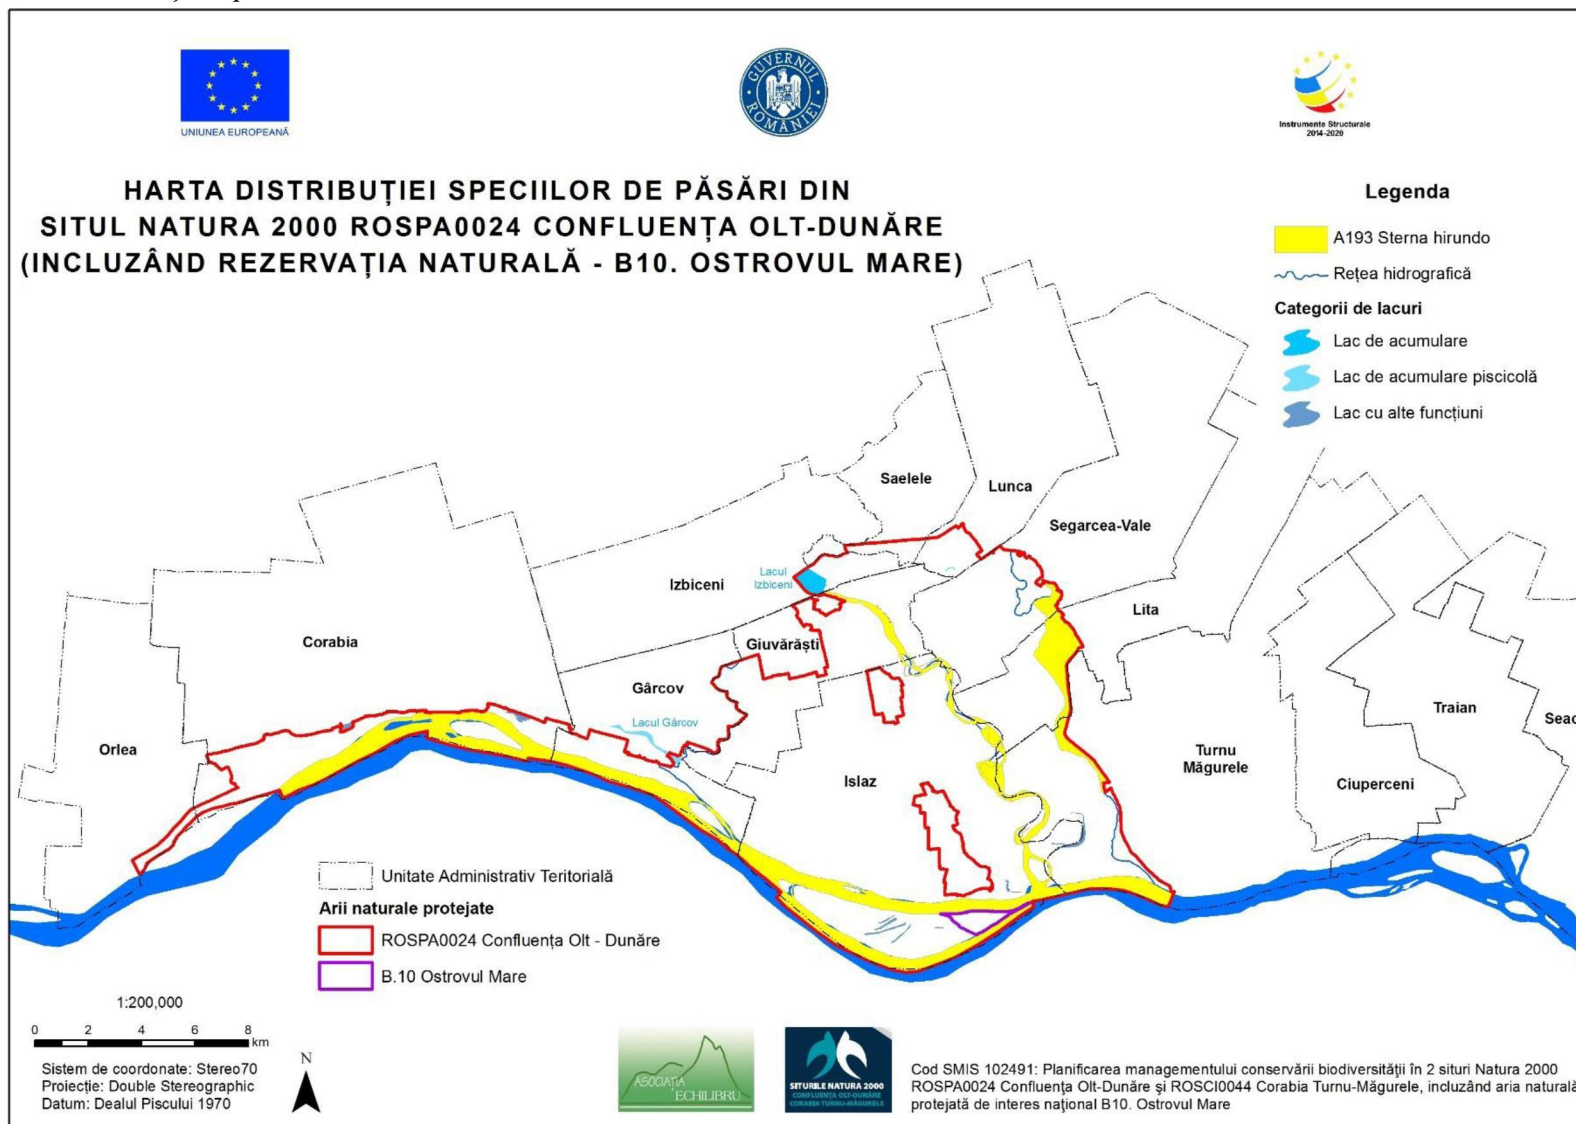 UNIUNEA EUROPEANĂ
GUVERNUL ROMÂNIEI
Instrumente Structurale
2014-2020
HARTA DISTRIBUȚIEI SPECIILOR DE PĂSĂRI DIN
SITUL NATURA 2000 ROSPA0024 CONFLUENȚA OLT-DUNĂRE
(INCLUZÂND REZERVAȚIA NATURALĂ - B10. OSTROVUL MARE)
Legenda
A193 Sterna hirundo
Rețea hidrografică
Categorii de lacuri
Lac de acumulare
Lac de acumulare piscicolă
Lac cu alte funcțiuni
Saelele
Lunca
Segarcea-Vale
Izbiceni
Lacul
Izbiceni
Lita
Corabia
Giuvărăști
Gârcov
Lacul Gârcov
Orlea
Islaz
Turnu
Măgurele
Traian
Seac
Ciuperceni
Unitate Administrativ Teritorială
Arii naturale protejate
ROSPA0024 Confluența Olt - Dunăre
B.10 Ostrovul Mare
1:200,000
0 2 4 6 8
km
N
Sistem de coordonate: Stereo70
Proiecție: Double Stereographic
Datum: Dealul Piscului 1970
ASOCIAȚIA
ECHILIBRU
SITURILE NATURA 2000
CONFLUENȚA OLT-DUNĂRE
CORABIA TURNU-MĂGURELE
Cod SMIS 102491: Planificarea managementului conservării biodiversităţii în 2 situri Natura 2000
ROSPA0024 Confluenţa Olt-Dunăre şi ROSCI0044 Corabia Turnu-Măgurele, incluzând aria naturală
protejată de interes naţional B10. Ostrovul Mare